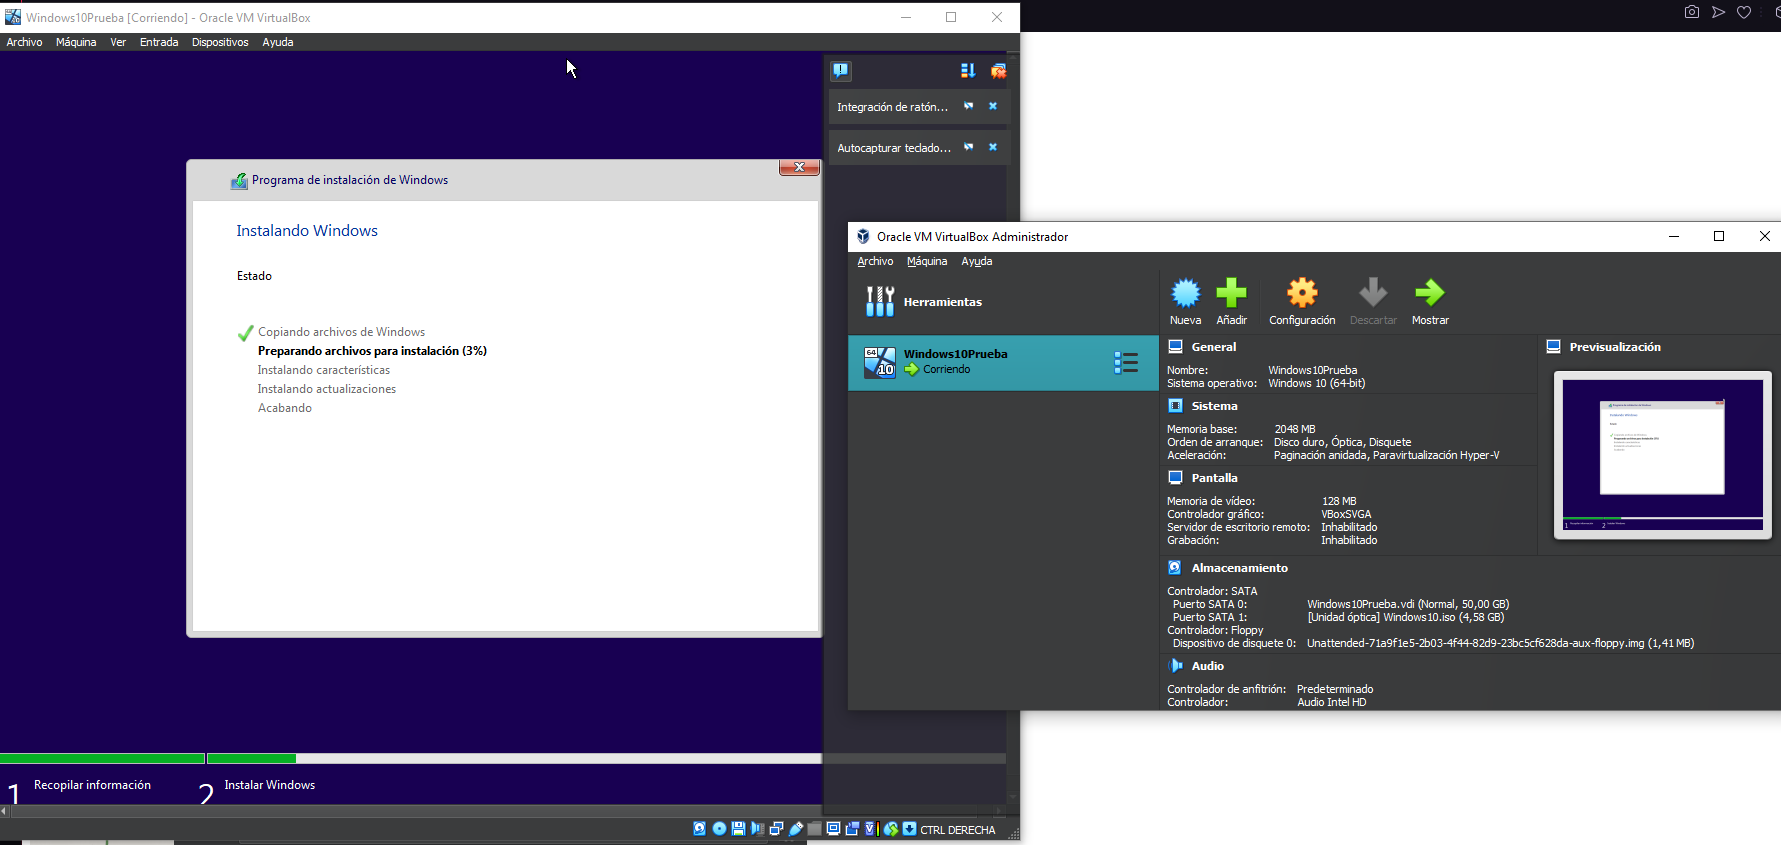 Windows10Prueba [Corriendo] - Oracle VM VirtualBox
Archivo Máquina Ver Entrada Dispositivos Ayuda
Integración de ratón...
Autocapturar teclado...
Programa de instalación de Windows
Instalando Windows
Estado
Copiando archivos de Windows
Preparando archivos para instalación (3%)
Instalando características
Instalando actualizaciones
Acabando
1 Recopilar información
2 Instalar Windows
CTRL DERECHA
Oracle VM VirtualBox Administrador
Archivo Máquina Ayuda
Herramientas
Nueva Añadir Configuración Descartar Mostrar
64
10
Windows10Prueba
Corriendo
General
Nombre: Windows10Prueba
Sistema operativo: Windows 10 (64-bit)
Sistema
Memoria base: 2048 MB
Orden de arranque: Disco duro, Óptica, Disquete
Aceleración: Paginación anidada, Paravirtualización Hyper-V
Pantalla
Memoria de vídeo: 128 MB
Controlador gráfico: VBoxSVGA
Servidor de escritorio remoto: Inhabilitado
Grabación: Inhabilitado
Previsualización
Almacenamiento
Controlador: SATA
Puerto SATA 0: Windows10Prueba.vdi (Normal, 50,00 GB)
Puerto SATA 1: [Unidad óptica] Windows10.iso (4,58 GB)
Controlador: Floppy
Dispositivo de disquete 0: Unattended-71a9f1e5-2b03-4f44-82d9-23bc5cf628da-aux-floppy.img (1,41 MB)
Audio
Controlador de anfitrión: Predeterminado
Controlador: Audio Intel HD